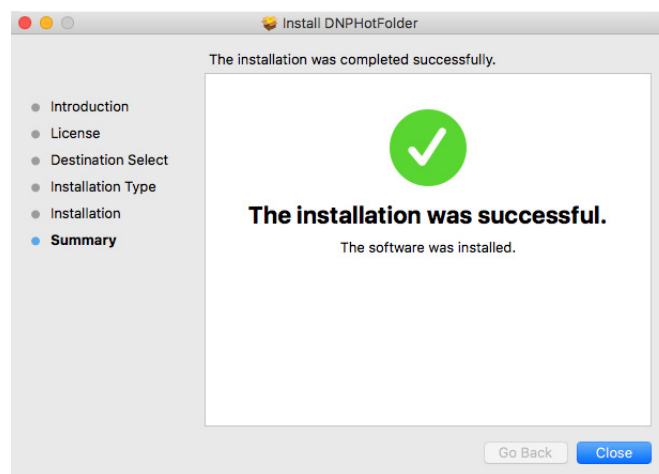 Install DNPHotFolder
The installation was completed successfully.
Introduction
License
Destination Select
Installation Type
Installation
Summary
The installation was successful.
The software was installed.
Go Back
Close